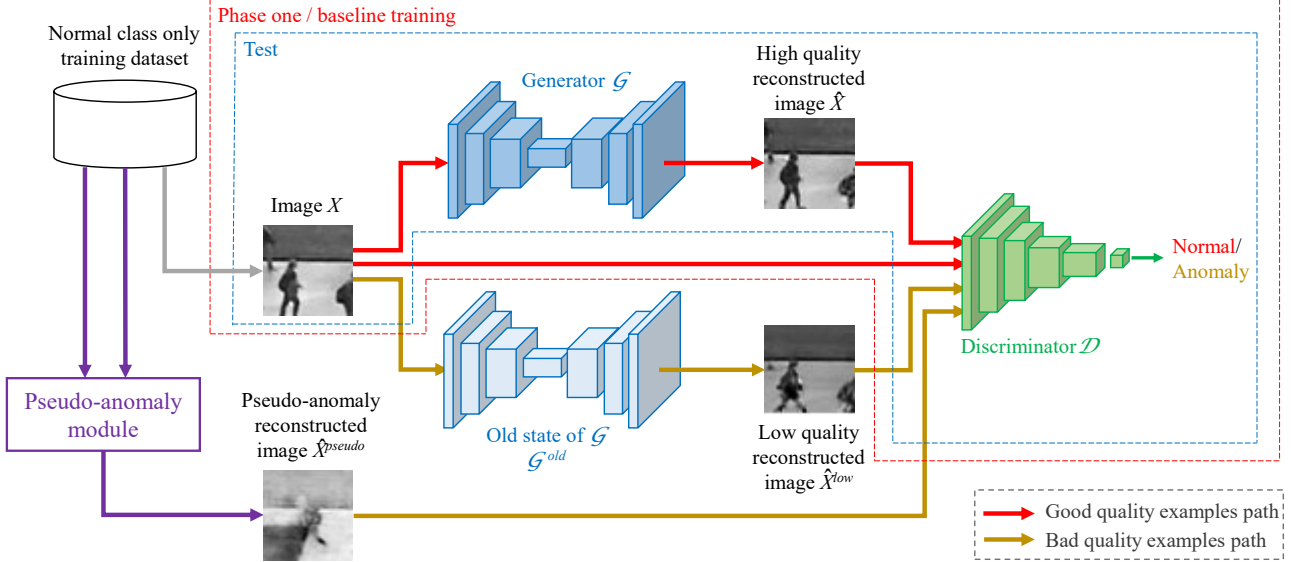 Phase one / baseline training
Normal class only
training dataset
Test
Generator 𝒢
High quality
reconstructed
image X̂
Image X
Normal/
Anomaly
Discriminator 𝒟
Pseudo-anomaly
module
Pseudo-anomaly
reconstructed
image X̂^pseudo
Old state of 𝒢
𝒢^old
Low quality
reconstructed
image X̂^low
Good quality examples path
Bad quality examples path